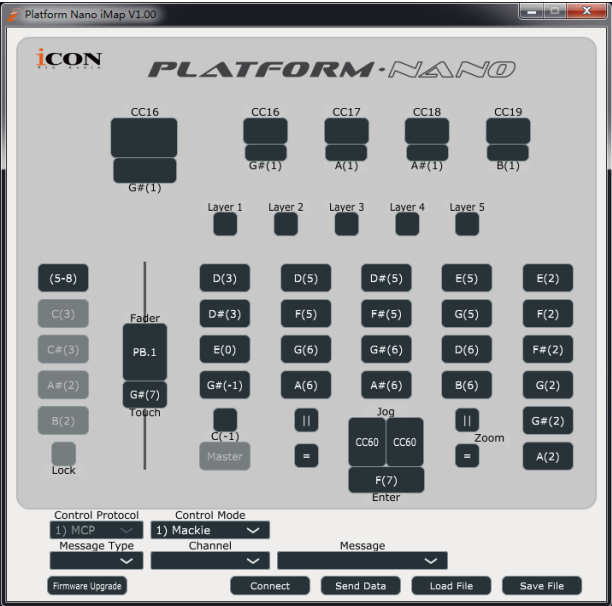 Platform Nano iMap V1.00
iCON
PLATFORM·NANO
CC16 CC16 CC17 CC18 CC19
G#(1) A(1) A#(1) B(1)
G#(1)
Layer 1 Layer 2 Layer 3 Layer 4 Layer 5
(5-8) D(3) D(5) D#(5) E(5) E(2)
C(3) D#(3) F(5) F#(5) G(5) F(2)
Fader
C#(3) PB.1 E(0) G(6) G#(6) D(6) F#(2)
A#(2) G#(7) G#(-1) A(6) A#(6) B(6) G(2)
Touch Jog
B(2) || || G#(2)
C(-1) CC60 CC60 Zoom
Master = = A(2)
Lock
F(7)
Enter
Control Protocol Control Mode
1) MCP 1) Mackie
Message Type Channel Message
Firmware Upgrade Connect Send Data Load File Save File